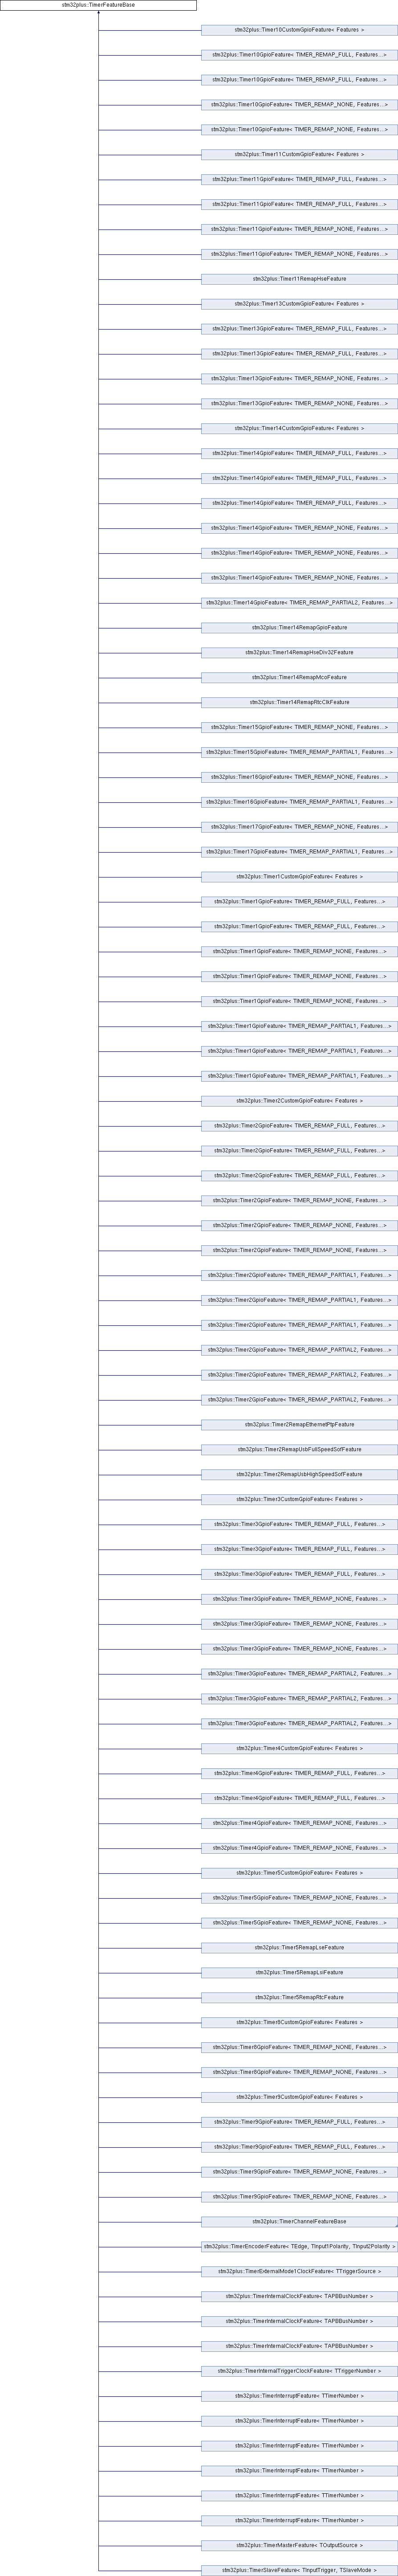 stm32plus::TimerFeatureBase
stm32plus::Timer10CustomGpioFeature< Features >
stm32plus::Timer10GpioFeature< TIMER_REMAP_FULL, Features...>
stm32plus::Timer10GpioFeature< TIMER_REMAP_FULL, Features...>
stm32plus::Timer10GpioFeature< TIMER_REMAP_NONE, Features...>
stm32plus::Timer10GpioFeature< TIMER_REMAP_NONE, Features...>
stm32plus::Timer11CustomGpioFeature< Features >
stm32plus::Timer11GpioFeature< TIMER_REMAP_FULL, Features...>
stm32plus::Timer11GpioFeature< TIMER_REMAP_FULL, Features...>
stm32plus::Timer11GpioFeature< TIMER_REMAP_NONE, Features...>
stm32plus::Timer11GpioFeature< TIMER_REMAP_NONE, Features...>
stm32plus::Timer11RemapHseFeature
stm32plus::Timer13CustomGpioFeature< Features >
stm32plus::Timer13GpioFeature< TIMER_REMAP_FULL, Features...>
stm32plus::Timer13GpioFeature< TIMER_REMAP_FULL, Features...>
stm32plus::Timer13GpioFeature< TIMER_REMAP_NONE, Features...>
stm32plus::Timer13GpioFeature< TIMER_REMAP_NONE, Features...>
stm32plus::Timer14CustomGpioFeature< Features >
stm32plus::Timer14GpioFeature< TIMER_REMAP_FULL, Features...>
stm32plus::Timer14GpioFeature< TIMER_REMAP_FULL, Features...>
stm32plus::Timer14GpioFeature< TIMER_REMAP_FULL, Features...>
stm32plus::Timer14GpioFeature< TIMER_REMAP_NONE, Features...>
stm32plus::Timer14GpioFeature< TIMER_REMAP_NONE, Features...>
stm32plus::Timer14GpioFeature< TIMER_REMAP_NONE, Features...>
stm32plus::Timer14GpioFeature< TIMER_REMAP_PARTIAL2, Features...>
stm32plus::Timer14RemapGpioFeature
stm32plus::Timer14RemapHseDiv32Feature
stm32plus::Timer14RemapMcoFeature
stm32plus::Timer14RemapRtcClkFeature
stm32plus::Timer15GpioFeature< TIMER_REMAP_NONE, Features...>
stm32plus::Timer15GpioFeature< TIMER_REMAP_PARTIAL1, Features...>
stm32plus::Timer16GpioFeature< TIMER_REMAP_NONE, Features...>
stm32plus::Timer16GpioFeature< TIMER_REMAP_PARTIAL1, Features...>
stm32plus::Timer17GpioFeature< TIMER_REMAP_NONE, Features...>
stm32plus::Timer17GpioFeature< TIMER_REMAP_PARTIAL1, Features...>
stm32plus::Timer1CustomGpioFeature< Features >
stm32plus::Timer1GpioFeature< TIMER_REMAP_FULL, Features...>
stm32plus::Timer1GpioFeature< TIMER_REMAP_FULL, Features...>
stm32plus::Timer1GpioFeature< TIMER_REMAP_NONE, Features...>
stm32plus::Timer1GpioFeature< TIMER_REMAP_NONE, Features...>
stm32plus::Timer1GpioFeature< TIMER_REMAP_NONE, Features...>
stm32plus::Timer1GpioFeature< TIMER_REMAP_PARTIAL1, Features...>
stm32plus::Timer1GpioFeature< TIMER_REMAP_PARTIAL1, Features...>
stm32plus::Timer1GpioFeature< TIMER_REMAP_PARTIAL1, Features...>
stm32plus::Timer2CustomGpioFeature< Features >
stm32plus::Timer2GpioFeature< TIMER_REMAP_FULL, Features...>
stm32plus::Timer2GpioFeature< TIMER_REMAP_FULL, Features...>
stm32plus::Timer2GpioFeature< TIMER_REMAP_FULL, Features...>
stm32plus::Timer2GpioFeature< TIMER_REMAP_NONE, Features...>
stm32plus::Timer2GpioFeature< TIMER_REMAP_NONE, Features...>
stm32plus::Timer2GpioFeature< TIMER_REMAP_NONE, Features...>
stm32plus::Timer2GpioFeature< TIMER_REMAP_PARTIAL1, Features...>
stm32plus::Timer2GpioFeature< TIMER_REMAP_PARTIAL1, Features...>
stm32plus::Timer2GpioFeature< TIMER_REMAP_PARTIAL1, Features...>
stm32plus::Timer2GpioFeature< TIMER_REMAP_PARTIAL2, Features...>
stm32plus::Timer2GpioFeature< TIMER_REMAP_PARTIAL2, Features...>
stm32plus::Timer2GpioFeature< TIMER_REMAP_PARTIAL2, Features...>
stm32plus::Timer2RemapEthernetPtpFeature
stm32plus::Timer2RemapUsbFullSpeedSofFeature
stm32plus::Timer2RemapUsbHighSpeedSofFeature
stm32plus::Timer3CustomGpioFeature< Features >
stm32plus::Timer3GpioFeature< TIMER_REMAP_FULL, Features...>
stm32plus::Timer3GpioFeature< TIMER_REMAP_FULL, Features...>
stm32plus::Timer3GpioFeature< TIMER_REMAP_FULL, Features...>
stm32plus::Timer3GpioFeature< TIMER_REMAP_NONE, Features...>
stm32plus::Timer3GpioFeature< TIMER_REMAP_NONE, Features...>
stm32plus::Timer3GpioFeature< TIMER_REMAP_NONE, Features...>
stm32plus::Timer3GpioFeature< TIMER_REMAP_PARTIAL2, Features...>
stm32plus::Timer3GpioFeature< TIMER_REMAP_PARTIAL2, Features...>
stm32plus::Timer3GpioFeature< TIMER_REMAP_PARTIAL2, Features...>
stm32plus::Timer4CustomGpioFeature< Features >
stm32plus::Timer4GpioFeature< TIMER_REMAP_FULL, Features...>
stm32plus::Timer4GpioFeature< TIMER_REMAP_FULL, Features...>
stm32plus::Timer4GpioFeature< TIMER_REMAP_NONE, Features...>
stm32plus::Timer4GpioFeature< TIMER_REMAP_NONE, Features...>
stm32plus::Timer5CustomGpioFeature< Features >
stm32plus::Timer5GpioFeature< TIMER_REMAP_NONE, Features...>
stm32plus::Timer5GpioFeature< TIMER_REMAP_NONE, Features...>
stm32plus::Timer5RemapLseFeature
stm32plus::Timer5RemapLsiFeature
stm32plus::Timer5RemapRtcFeature
stm32plus::Timer8CustomGpioFeature< Features >
stm32plus::Timer8GpioFeature< TIMER_REMAP_NONE, Features...>
stm32plus::Timer8GpioFeature< TIMER_REMAP_NONE, Features...>
stm32plus::Timer9CustomGpioFeature< Features >
stm32plus::Timer9GpioFeature< TIMER_REMAP_FULL, Features...>
stm32plus::Timer9GpioFeature< TIMER_REMAP_FULL, Features...>
stm32plus::Timer9GpioFeature< TIMER_REMAP_NONE, Features...>
stm32plus::Timer9GpioFeature< TIMER_REMAP_NONE, Features...>
stm32plus::TimerChannelFeatureBase
stm32plus::TimerEncoderFeature< TEdge, TInput1Polarity, TInput2Polarity >
stm32plus::TimerExternalMode1ClockFeature< TTriggerSource >
stm32plus::TimerInternalClockFeature< TAPBBusNumber >
stm32plus::TimerInternalClockFeature< TAPBBusNumber >
stm32plus::TimerInternalClockFeature< TAPBBusNumber >
stm32plus::TimerInternalTriggerClockFeature< TTriggerNumber >
stm32plus::TimerInterruptFeature< TTimerNumber >
stm32plus::TimerInterruptFeature< TTimerNumber >
stm32plus::TimerInterruptFeature< TTimerNumber >
stm32plus::TimerInterruptFeature< TTimerNumber >
stm32plus::TimerInterruptFeature< TTimerNumber >
stm32plus::TimerInterruptFeature< TTimerNumber >
stm32plus::TimerMasterFeature< TOutputSource >
stm32plus::TimerSlaveFeature< TInputTrigger, TSlaveMode >